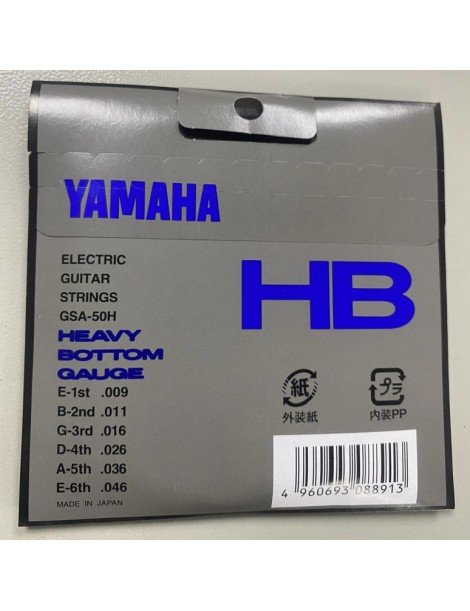 YAMAHA
ELECTRIC
GUITAR
STRINGS
GSA-50H
HEAVY
BOTTOM
GAUGE
E-1st .009
B-2nd .011
G-3rd .016
D-4th .026
A-5th .036
E-6th .046
MADE IN JAPAN
HB
紙
外装紙
プラ
内装PP
4 960693 088913